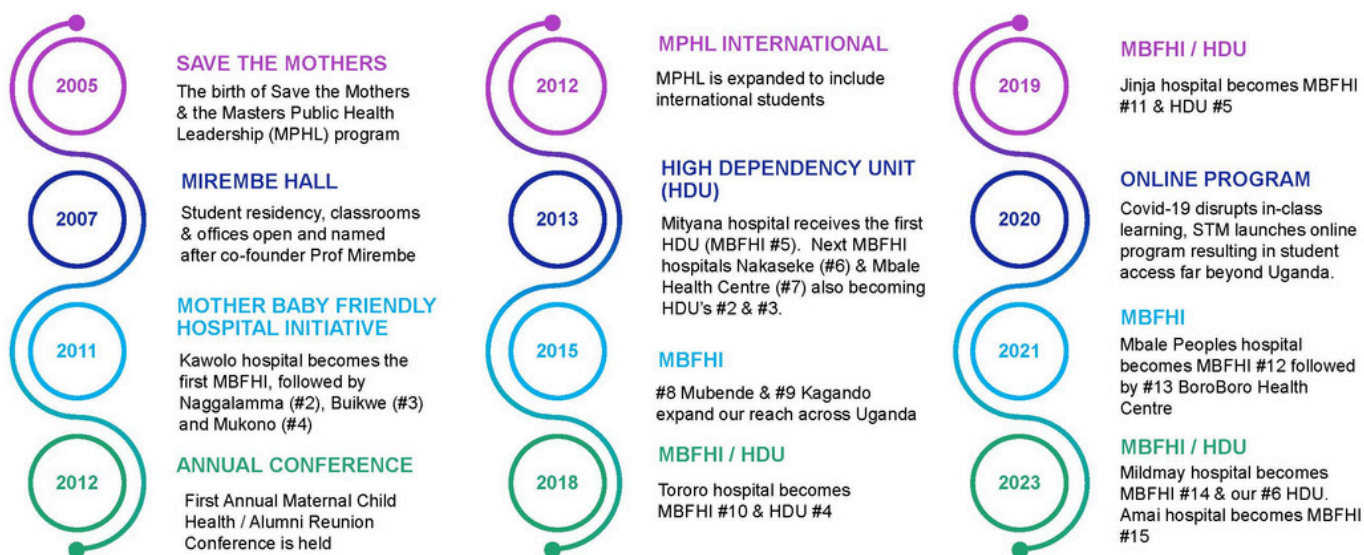 2005
SAVE THE MOTHERS
The birth of Save the Mothers
& the Masters Public Health
Leadership (MPHL) program
2007
MIREMBE HALL
Student residency, classrooms
& offices open and named
after co-founder Prof Mirembe
2011
MOTHER BABY FRIENDLY
HOSPITAL INITIATIVE
Kawolo hospital becomes the
first MBFHI, followed by
Naggalamma (#2), Buikwe (#3)
and Mukono (#4)
2012
ANNUAL CONFERENCE
First Annual Maternal Child
Health / Alumni Reunion
Conference is held
2012
MPHL INTERNATIONAL
MPHL is expanded to include
international students
2013
HIGH DEPENDENCY UNIT
(HDU)
Mityana hospital receives the first
HDU (MBFHI #5). Next MBFHI
hospitals Nakaseke (#6) & Mbale
Health Centre (#7) also becoming
HDU's #2 & #3.
2015
MBFHI
#8 Mubende & #9 Kagando
expand our reach across Uganda
2018
MBFHI / HDU
Tororo hospital becomes
MBFHI #10 & HDU #4
2019
MBFHI / HDU
Jinja hospital becomes MBFHI
#11 & HDU #5
2020
ONLINE PROGRAM
Covid-19 disrupts in-class
learning, STM launches online
program resulting in student
access far beyond Uganda.
2021
MBFHI
Mbale Peoples hospital
becomes MBFHI #12 followed
by #13 BoroBoro Health
Centre
2023
MBFHI / HDU
Mildmay hospital becomes
MBFHI #14 & our #6 HDU.
Amai hospital becomes MBFHI
#15